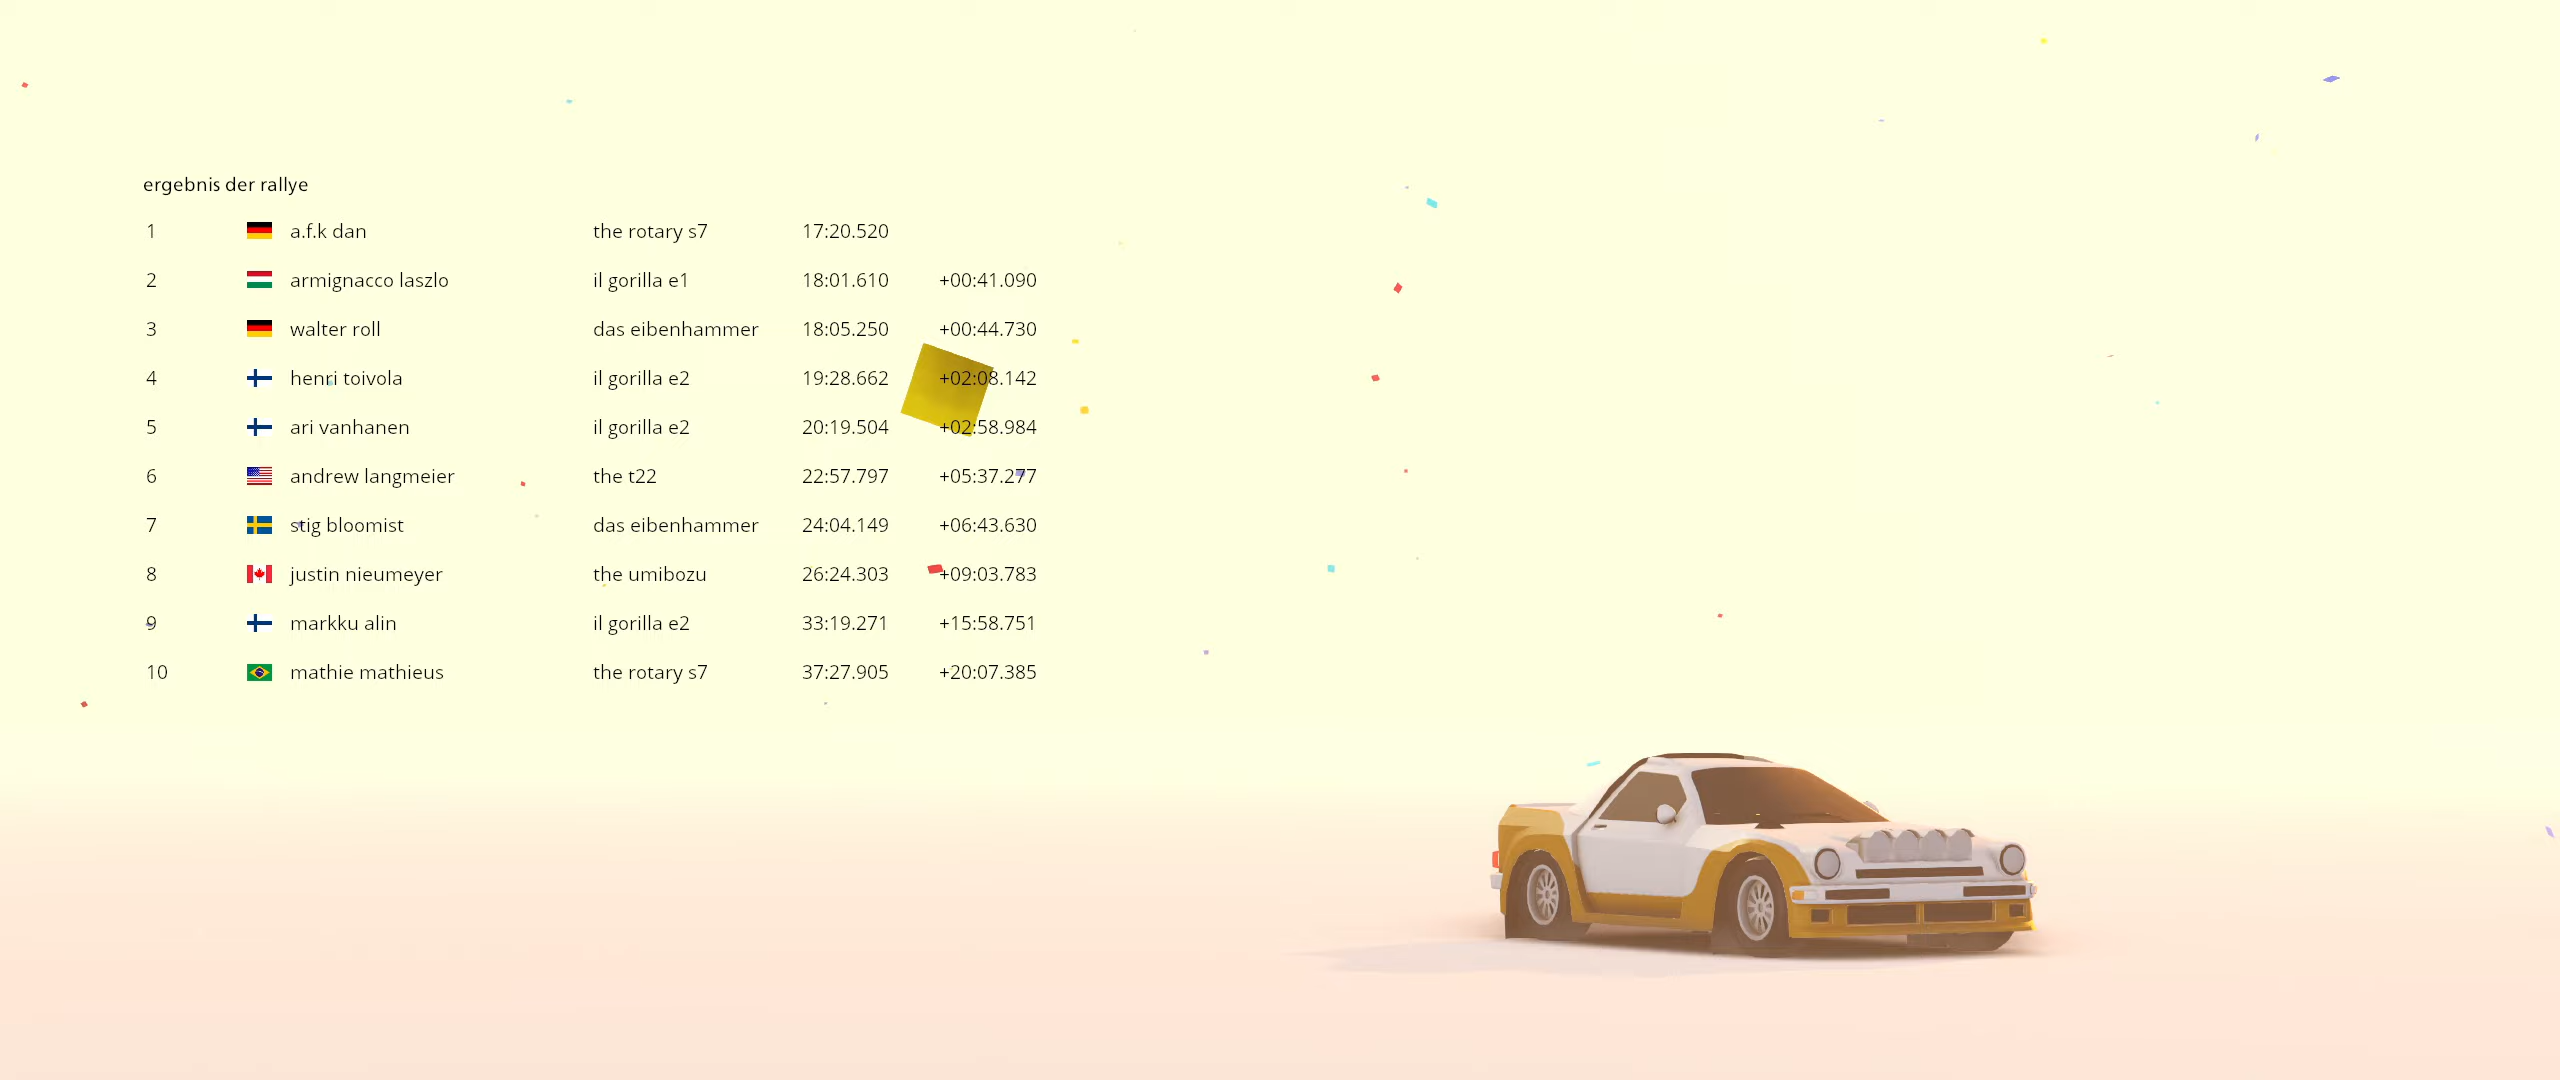 ergebnis der rallye
1 a.f.k dan the rotary s7 17:20.520
2 armignacco laszlo il gorilla e1 18:01.610 +00:41.090
3 walter roll das eibenhammer 18:05.250 +00:44.730
4 henri toivola il gorilla e2 19:28.662 +02:08.142
5 ari vanhanen il gorilla e2 20:19.504 +02:58.984
6 andrew langmeier the t22 22:57.797 +05:37.277
7 stig bloomist das eibenhammer 24:04.149 +06:43.630
8 justin nieumeyer the umibozu 26:24.303 +09:03.783
9 markku alin il gorilla e2 33:19.271 +15:58.751
10 mathie mathieus the rotary s7 37:27.905 +20:07.385